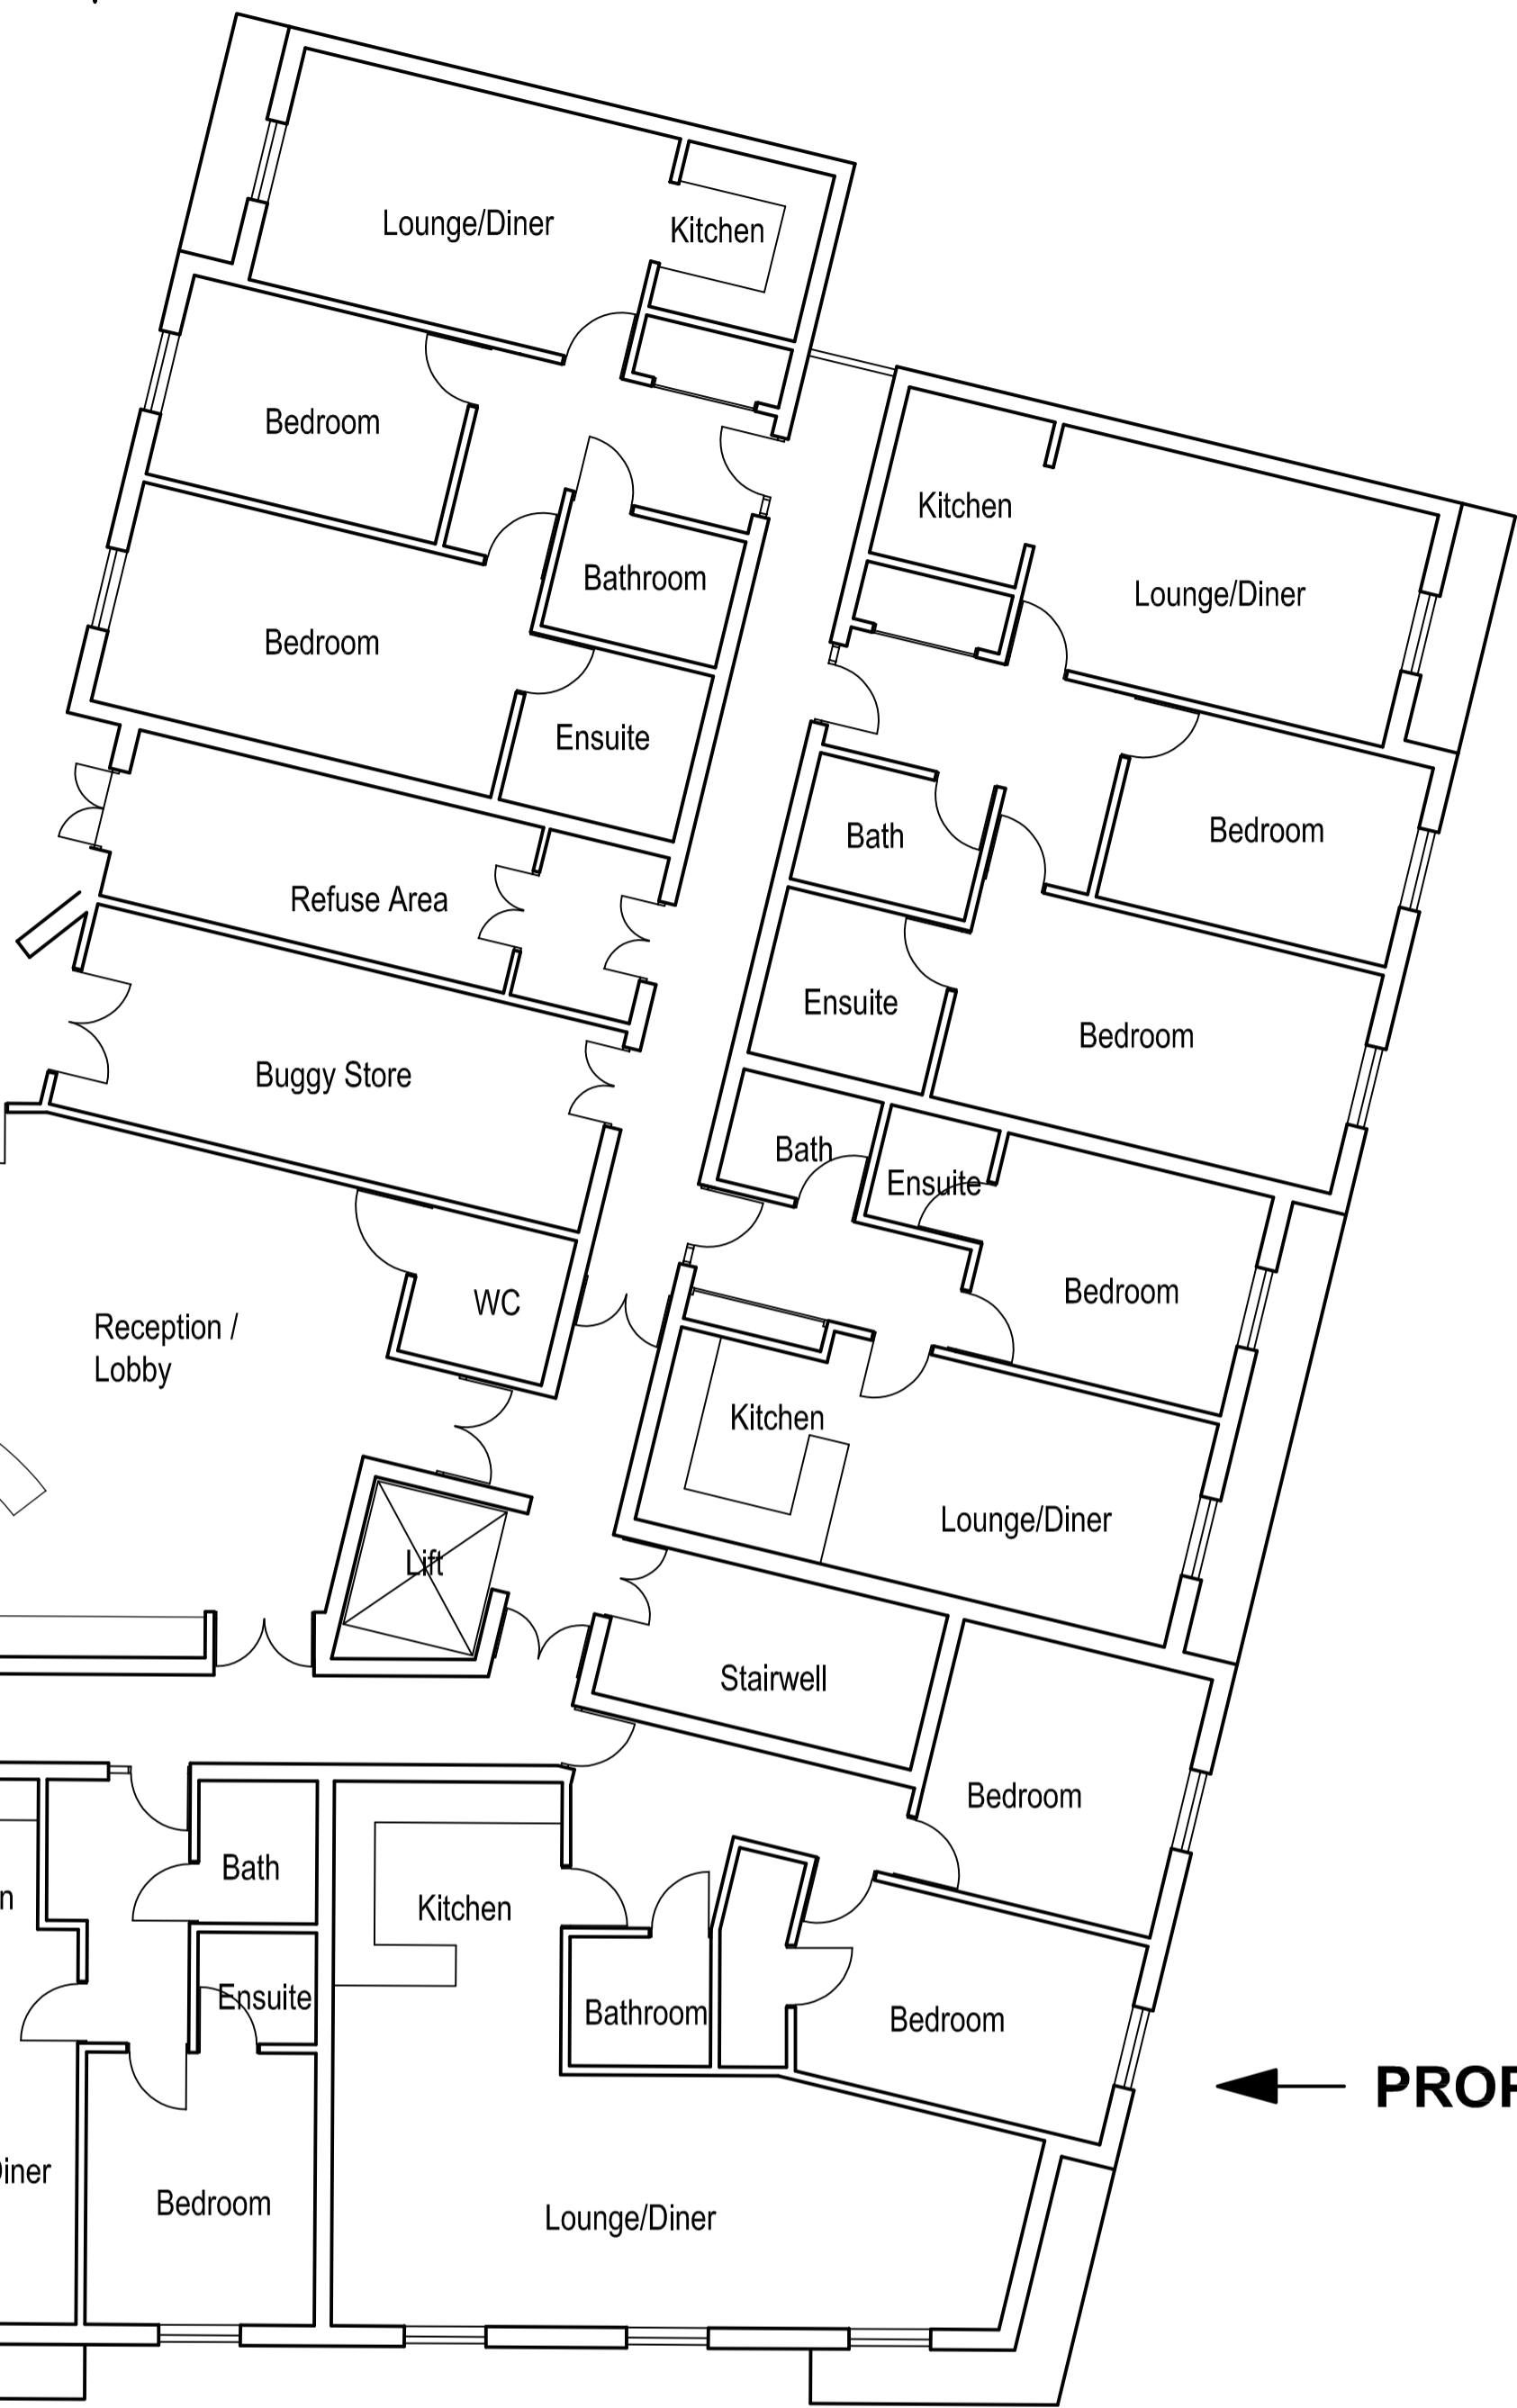 Lounge/Diner
Kitchen
Bedroom
Kitchen
Bathroom
Lounge/Diner
Bedroom
Ensuite
Bath
Bedroom
Refuse Area
Ensuite
Bedroom
Buggy Store
Bath
Ensuite
WC
Bedroom
Reception /
Lobby
Kitchen
Lounge/Diner
Lift
Stairwell
Bedroom
Bath
n
Kitchen
Ensuite
Bathroom
Bedroom
PROP
iner
Bedroom
Lounge/Diner